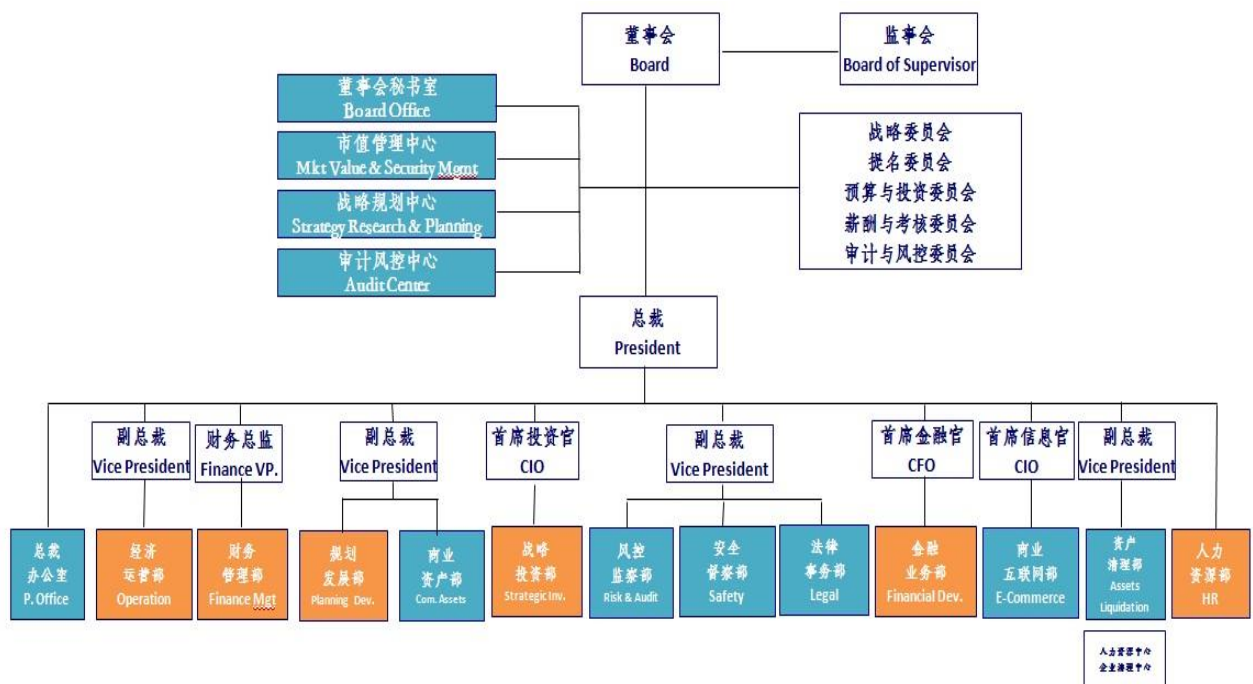 董事会
Board
监事会
Board of Supervisor
董事会秘书室
Board Office
市值管理中心
Mkt Value & Security Mgmt
战略规划中心
Strategy Research & Planning
审计风控中心
Audit Center
战略委员会
提名委员会
预算与投资委员会
薪酬与考核委员会
审计与风控委员会
总裁
President
副总裁
Vice President
财务总监
Finance VP.
副总裁
Vice President
首席投资官
CIO
副总裁
Vice President
首席金融官
CFO
首席信息官
CIO
副总裁
Vice President
总裁
办公室
P. Office
经济
运营部
Operation
财务
管理部
Finance Mgt
规划
发展部
Planning Dev.
商业
资产部
Com. Assets
战略
投资部
Strategic Inv.
风控
监察部
Risk & Audit
安全
督察部
Safety
法律
事务部
Legal
金融
业务部
Financial Dev.
商业
互联网部
E-Commerce
资产
清理部
Assets
Liquidation
人力
资源部
HR
人力资源中心
企业清理中心